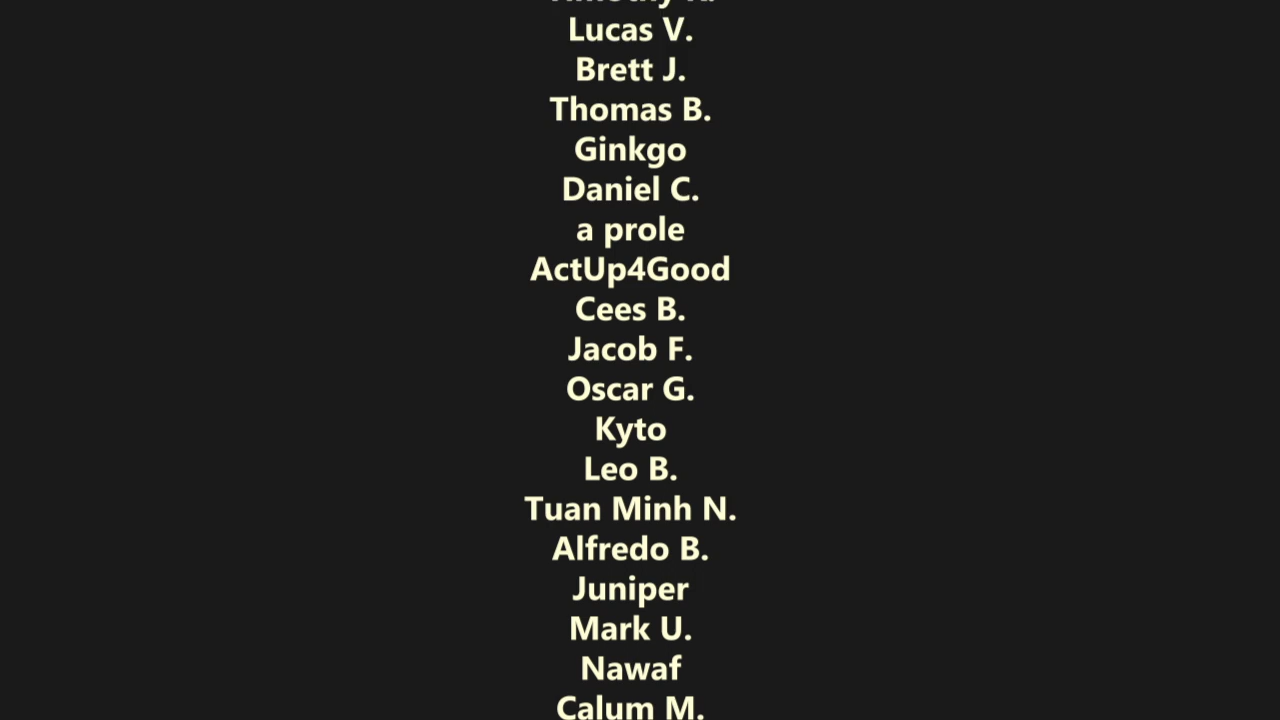 Lucas V.
Brett J.
Thomas B.
Ginkgo
Daniel C.
a prole
ActUp4Good
Cees B.
Jacob F.
Oscar G.
Kyto
Leo B.
Tuan Minh N.
Alfredo B.
Juniper
Mark U.
Nawaf
Calum M.